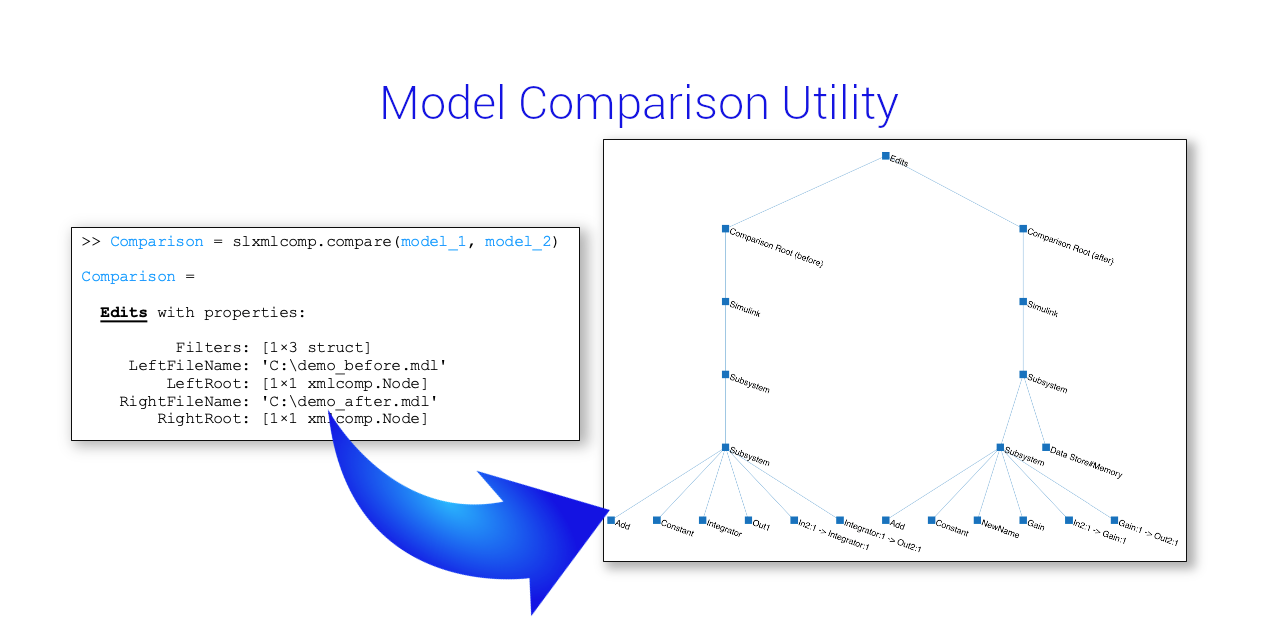 Model Comparison Utility
>> Comparison = slxmlcomp.compare(model_1, model_2)
Comparison =
Edits with properties:
Filters: [1×3 struct]
LeftFileName: 'C:\demo_before.mdl'
LeftRoot: [1×1 xmlcomp.Node]
RightFileName: 'C:\demo_after.mdl'
RightRoot: [1×1 xmlcomp.Node]
Edits
Comparison Root (before)
Comparison Root (after)
Simulink
Simulink
Subsystem
Subsystem
Subsystem
Subsystem
Data Store#Memory
Add
Constant
Integrator
Out1
In2:1 -> Integrator:1
Integrator:1 -> Out2:1
Add
Constant
NewName
Gain
In2:1 -> Gain:1
Gain:1 -> Out2:1